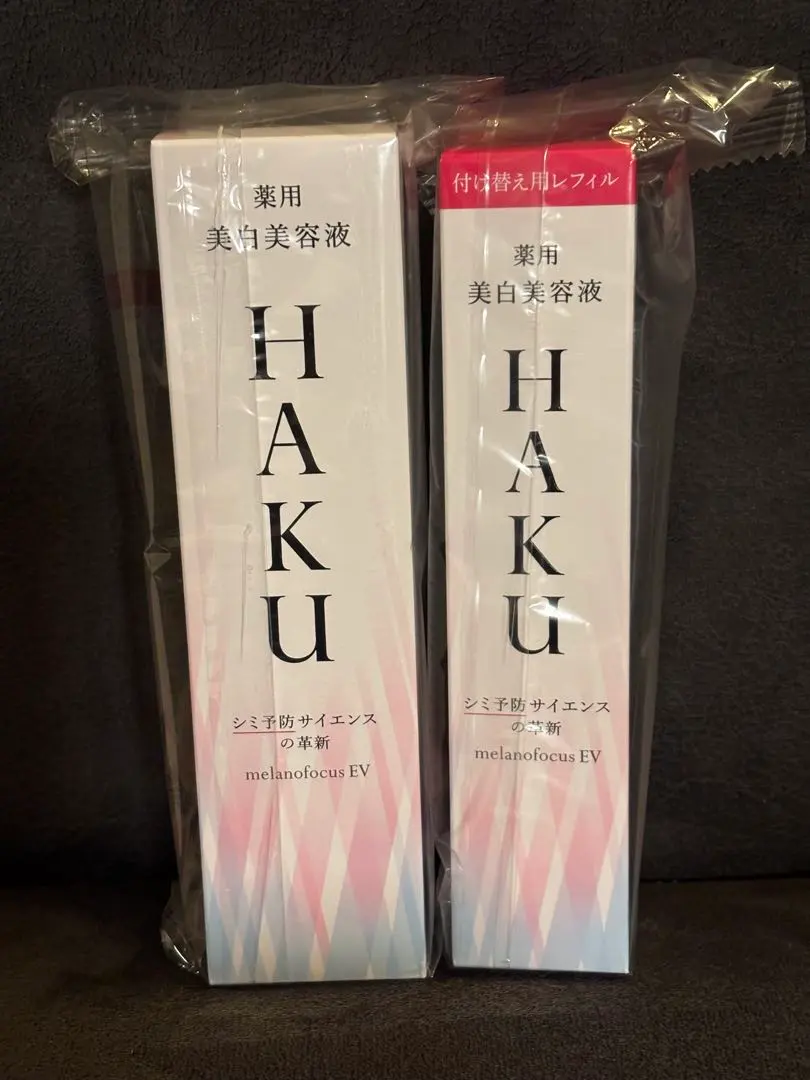 薬用
美白美容液
HAKU
シミ予防サイエンス
の革新
melanofocus EV
付け替え用レフィル
薬用
美白美容液
HAKU
シミ予防サイエンス
の革新
melanofocus EV